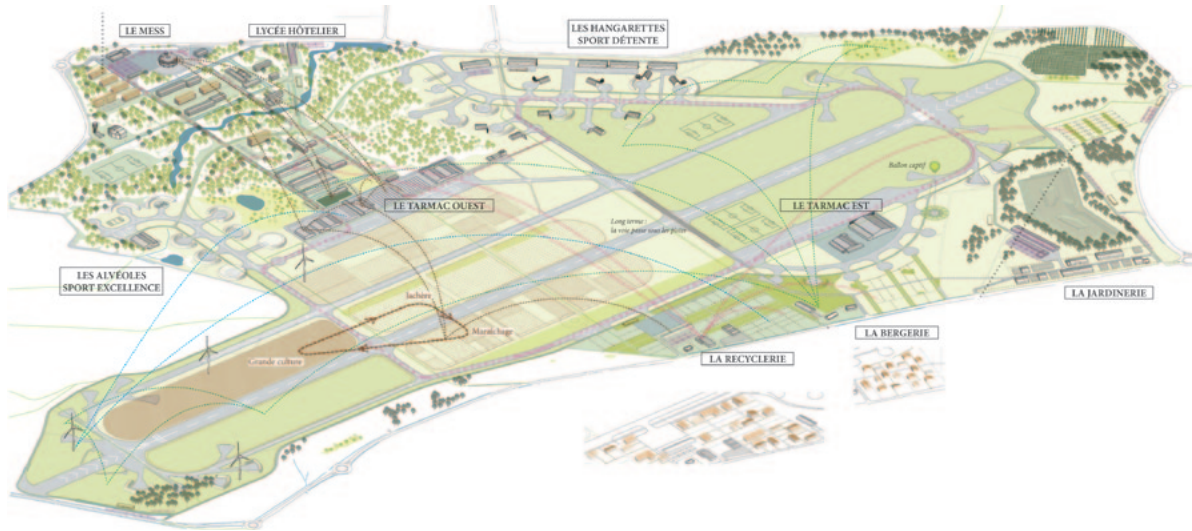 LE MESS
LYCÉE HÔTELIER
LES HANGARETTES
SPORT DÉTENTE
Ballon captif
LE TARMAC OUEST
LE TARMAC EST
Long terme :
la voie passe sous les pistes
LES ALVÉOLES
SPORT EXCELLENCE
LA JARDINERIE
Jachère
Maraîchage
LA BERGERIE
LA RECYCLERIE
Grande culture